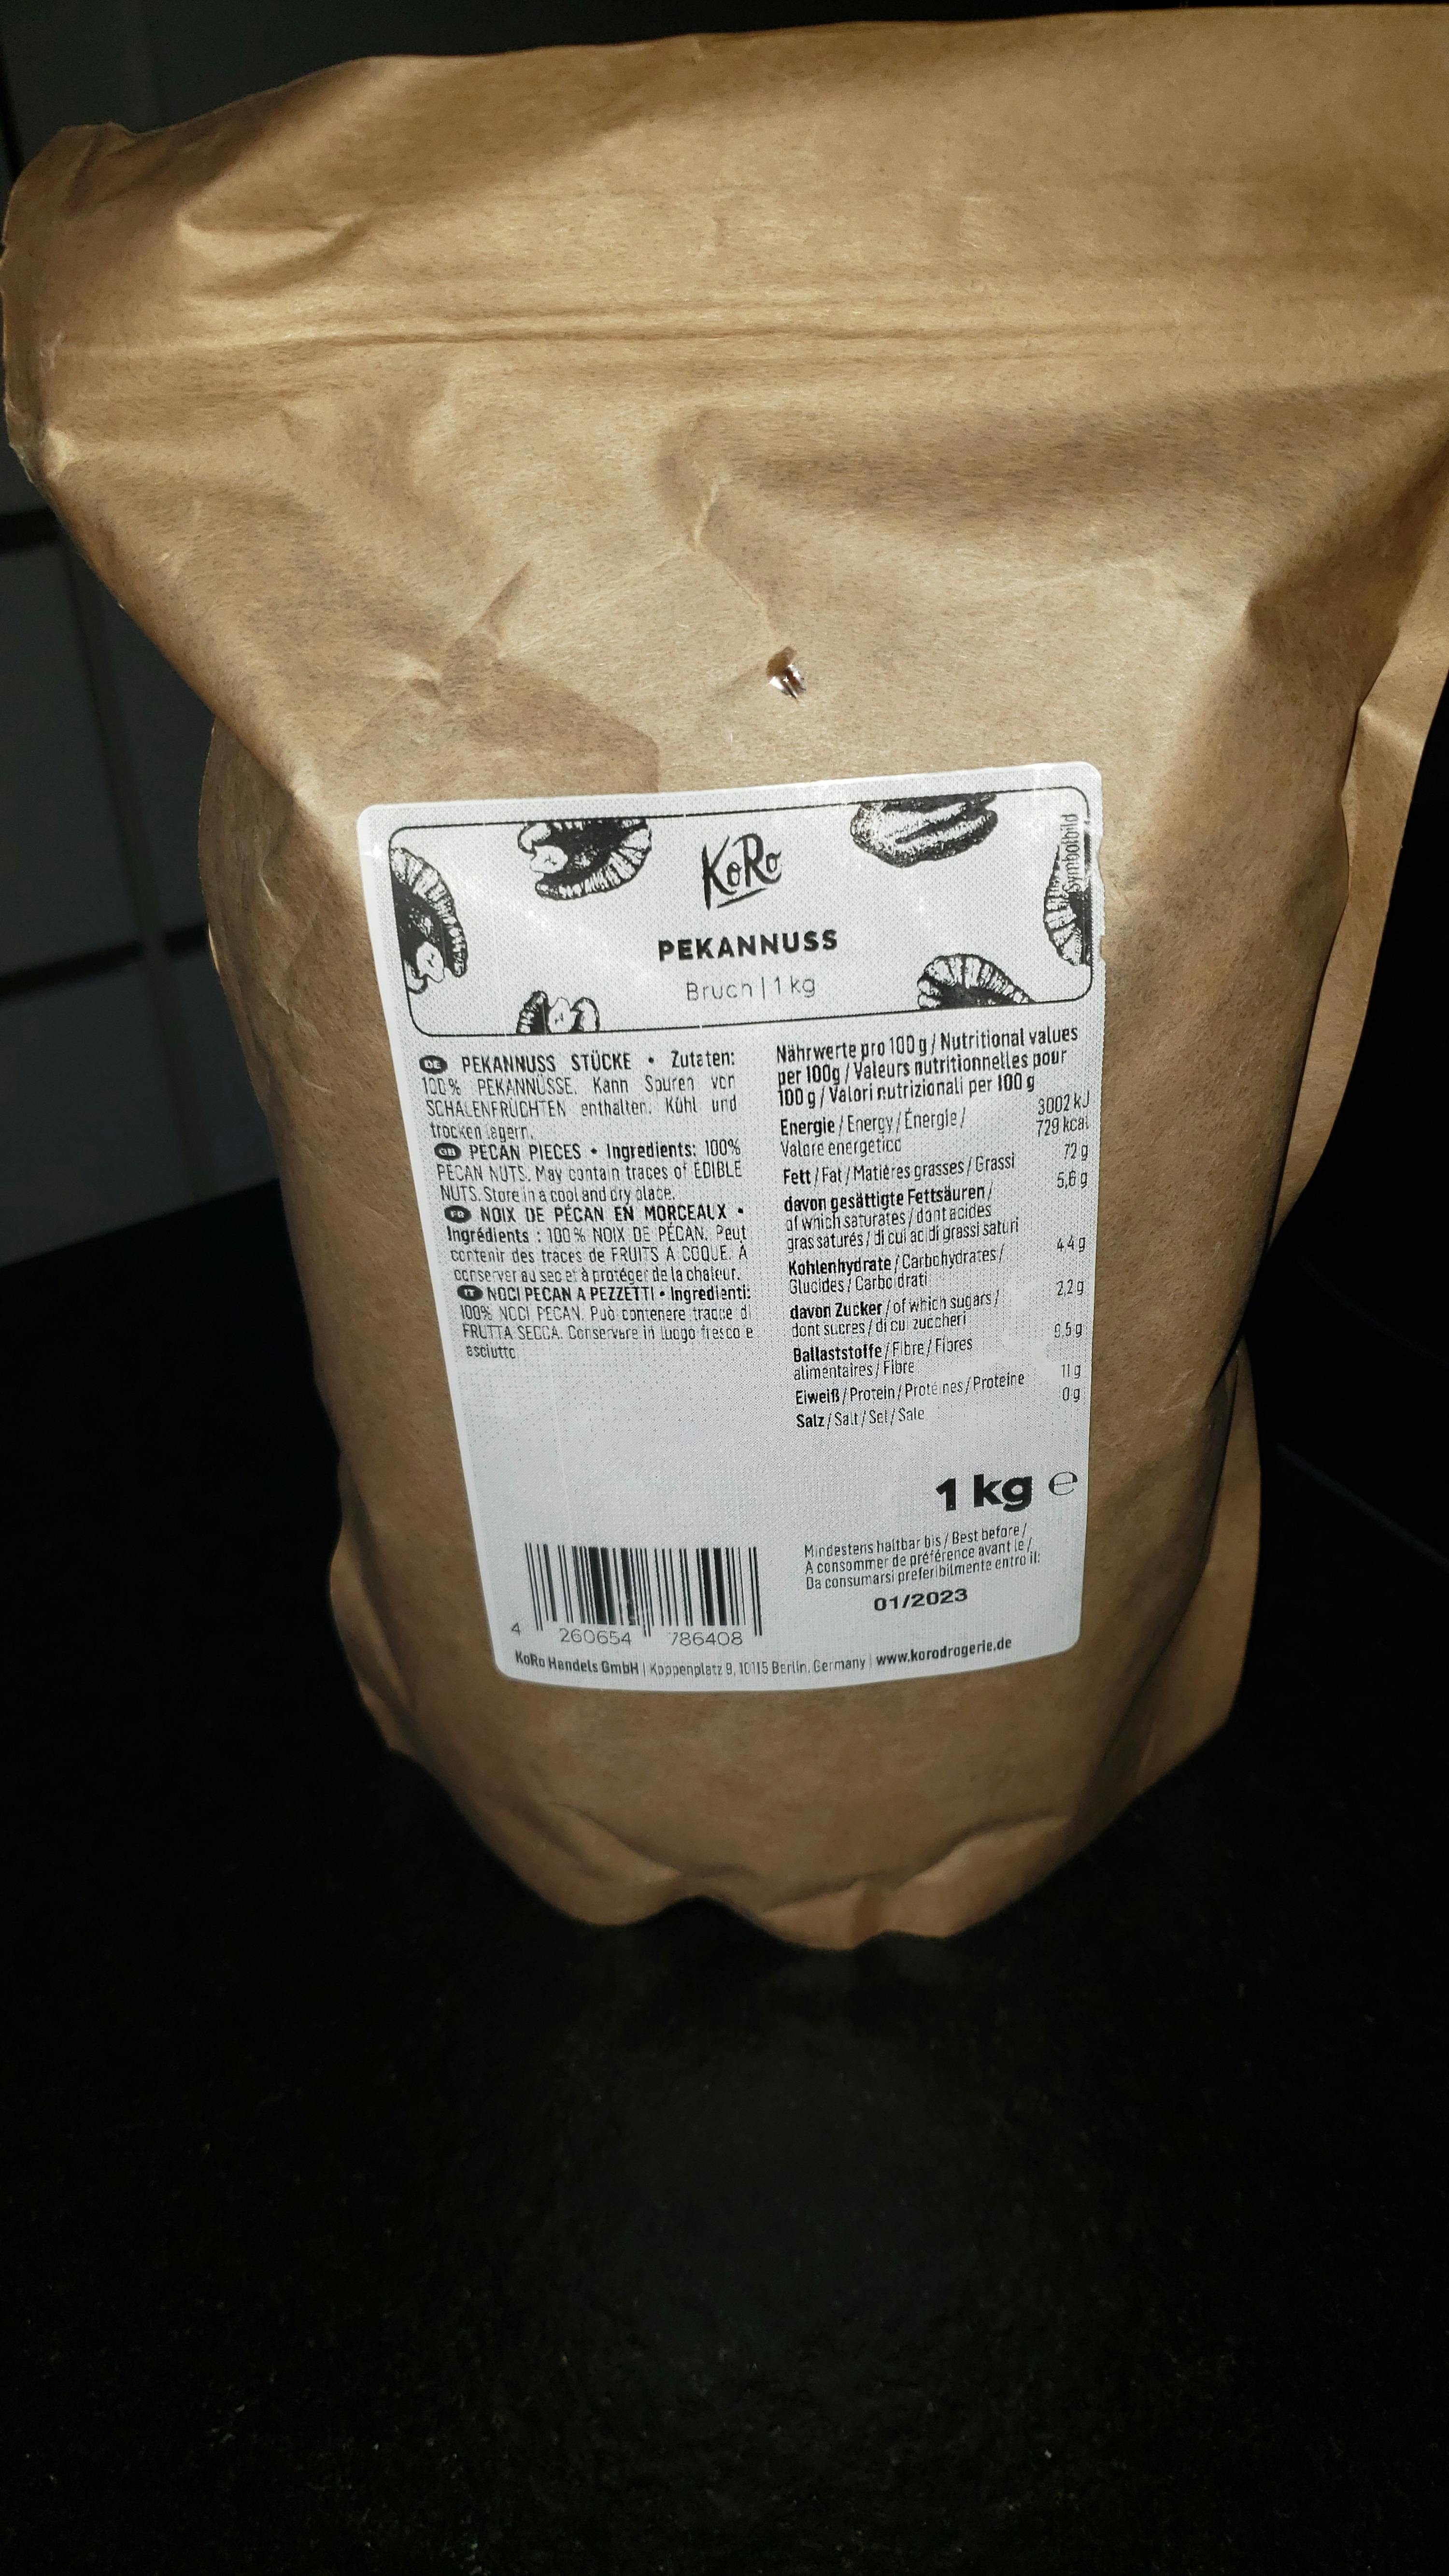 KoRo
PEKANNUSS
Bruch | 1 kg
Symbolbild
DE PEKANNUSS STÜCKE • Zutaten:
100% PEKANNÜSSE. Kann Spuren von
SCHALENFRÜCHTEN enthalten. Kühl und
trocken lagern.
GB PECAN PIECES • Ingredients: 100%
PECAN NUTS. May contain traces of EDIBLE
NUTS. Store in a cool and dry place.
FR NOIX DE PÉCAN EN MORCEAUX •
Ingrédients : 100% NOIX DE PÉCAN. Peut
contenir des traces de FRUITS A COQUE. A
conserver au sec et à protéger de la chaleur.
IT NOCI PECAN A PEZZETTI • Ingredienti:
100% NOCI PECAN. Può contenere tracce di
FRUTTA SECCA. Conservare in luogo fresco e
asciutto
Nährwerte pro 100 g / Nutritional values
per 100g / Valeurs nutritionnelles pour
100 g / Valori nutrizionali per 100 g
Energie / Energy / Énergie / 3002 kJ
Valore energetico 729 kcal
Fett / Fat / Matières grasses / Grassi 72 g
davon gesättigte Fettsäuren / 5,6 g
of which saturates / dont acides
gras saturés / di cui acidi grassi saturi
Kohlenhydrate / Carbohydrates / 4,4 g
Glucides / Carboidrati
davon Zucker / of which sugars / 2,2 g
dont sucres / di cui zuccheri
Ballaststoffe / Fibre / Fibres 9,5 g
alimentaires / Fibre
Eiweiß / Protein / Protéines / Proteine 11 g
Salz / Salt / Sel / Sale 0 g
1 kg ℮
Mindestens haltbar bis / Best before /
A consommer de préférence avant le /
Da consumarsi preferibilmente entro il:
01/2023
4 260654 786408
KoRo Handels GmbH | Koppenplatz 9, 10115 Berlin, Germany | www.korodrogerie.de